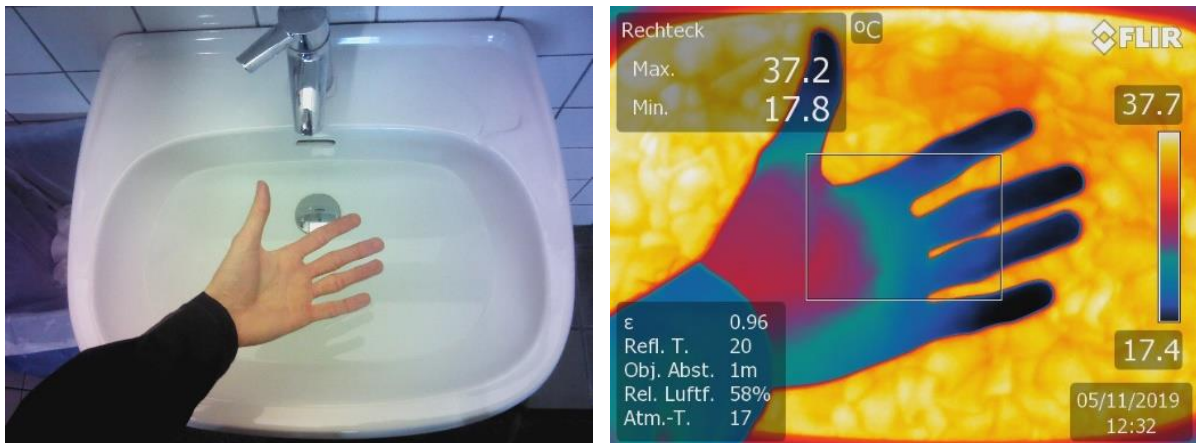 Rechteck
°C
FLIR
Max. 37.2
Min. 17.8
37.7
ε 0.96
Refl. T. 20
Obj. Abst. 1m
Rel. Luftf. 58%
Atm.-T. 17
17.4
05/11/2019
12:32